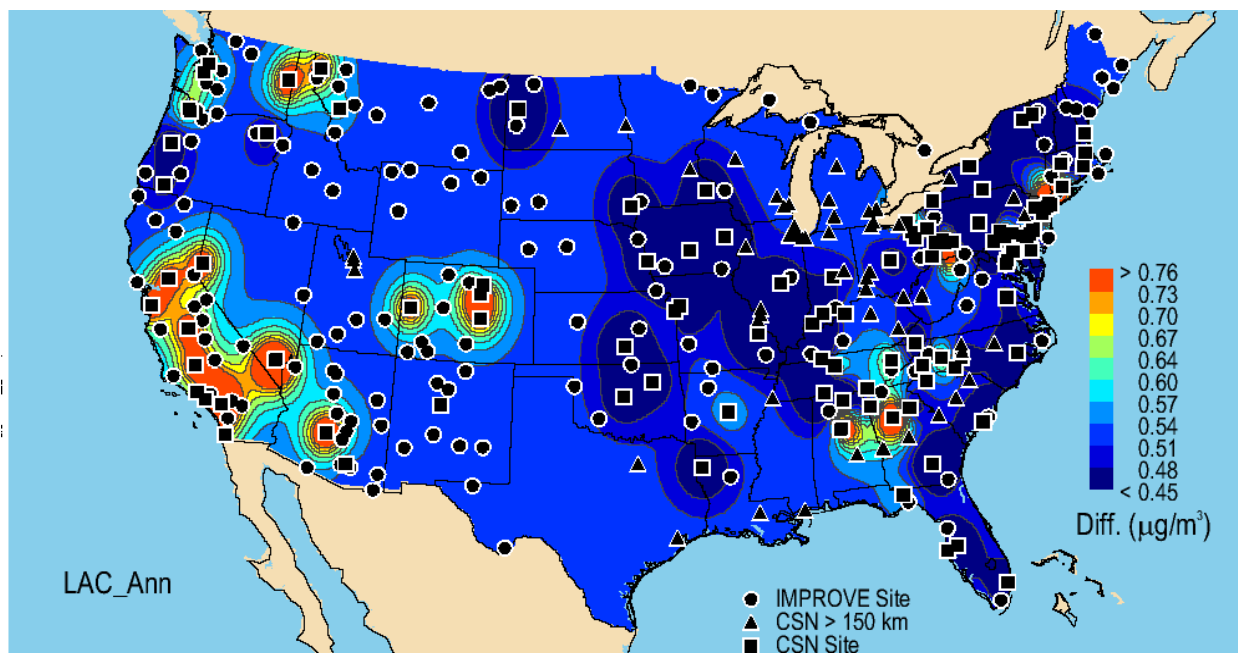 > 0.76
0.73
0.70
0.67
0.64
0.60
0.57
0.54
0.51
0.48
< 0.45
Diff. (μg/m³)
LAC_Ann
IMPROVE Site
CSN > 150 km
CSN Site